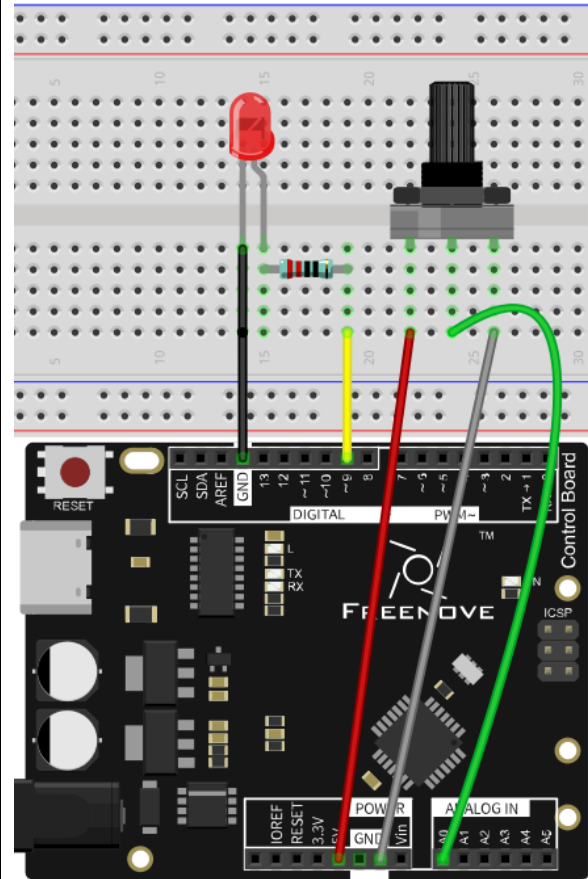 5 10 15 20 25 30
5 10 15 20 25 30
RESET
SCL
SDA
AREF
GND
13
12
~11
~10
~9
8
7
~6
~5
~3
2
TX→1
DIGITAL
PWM~
Control Board
TM
L
TX
RX
FREENOVE
ICSP
IOREF
RESET
3.3V
5V
GND
Vin
POWER
ANALOG IN
A0
A1
A2
A3
A4
A5